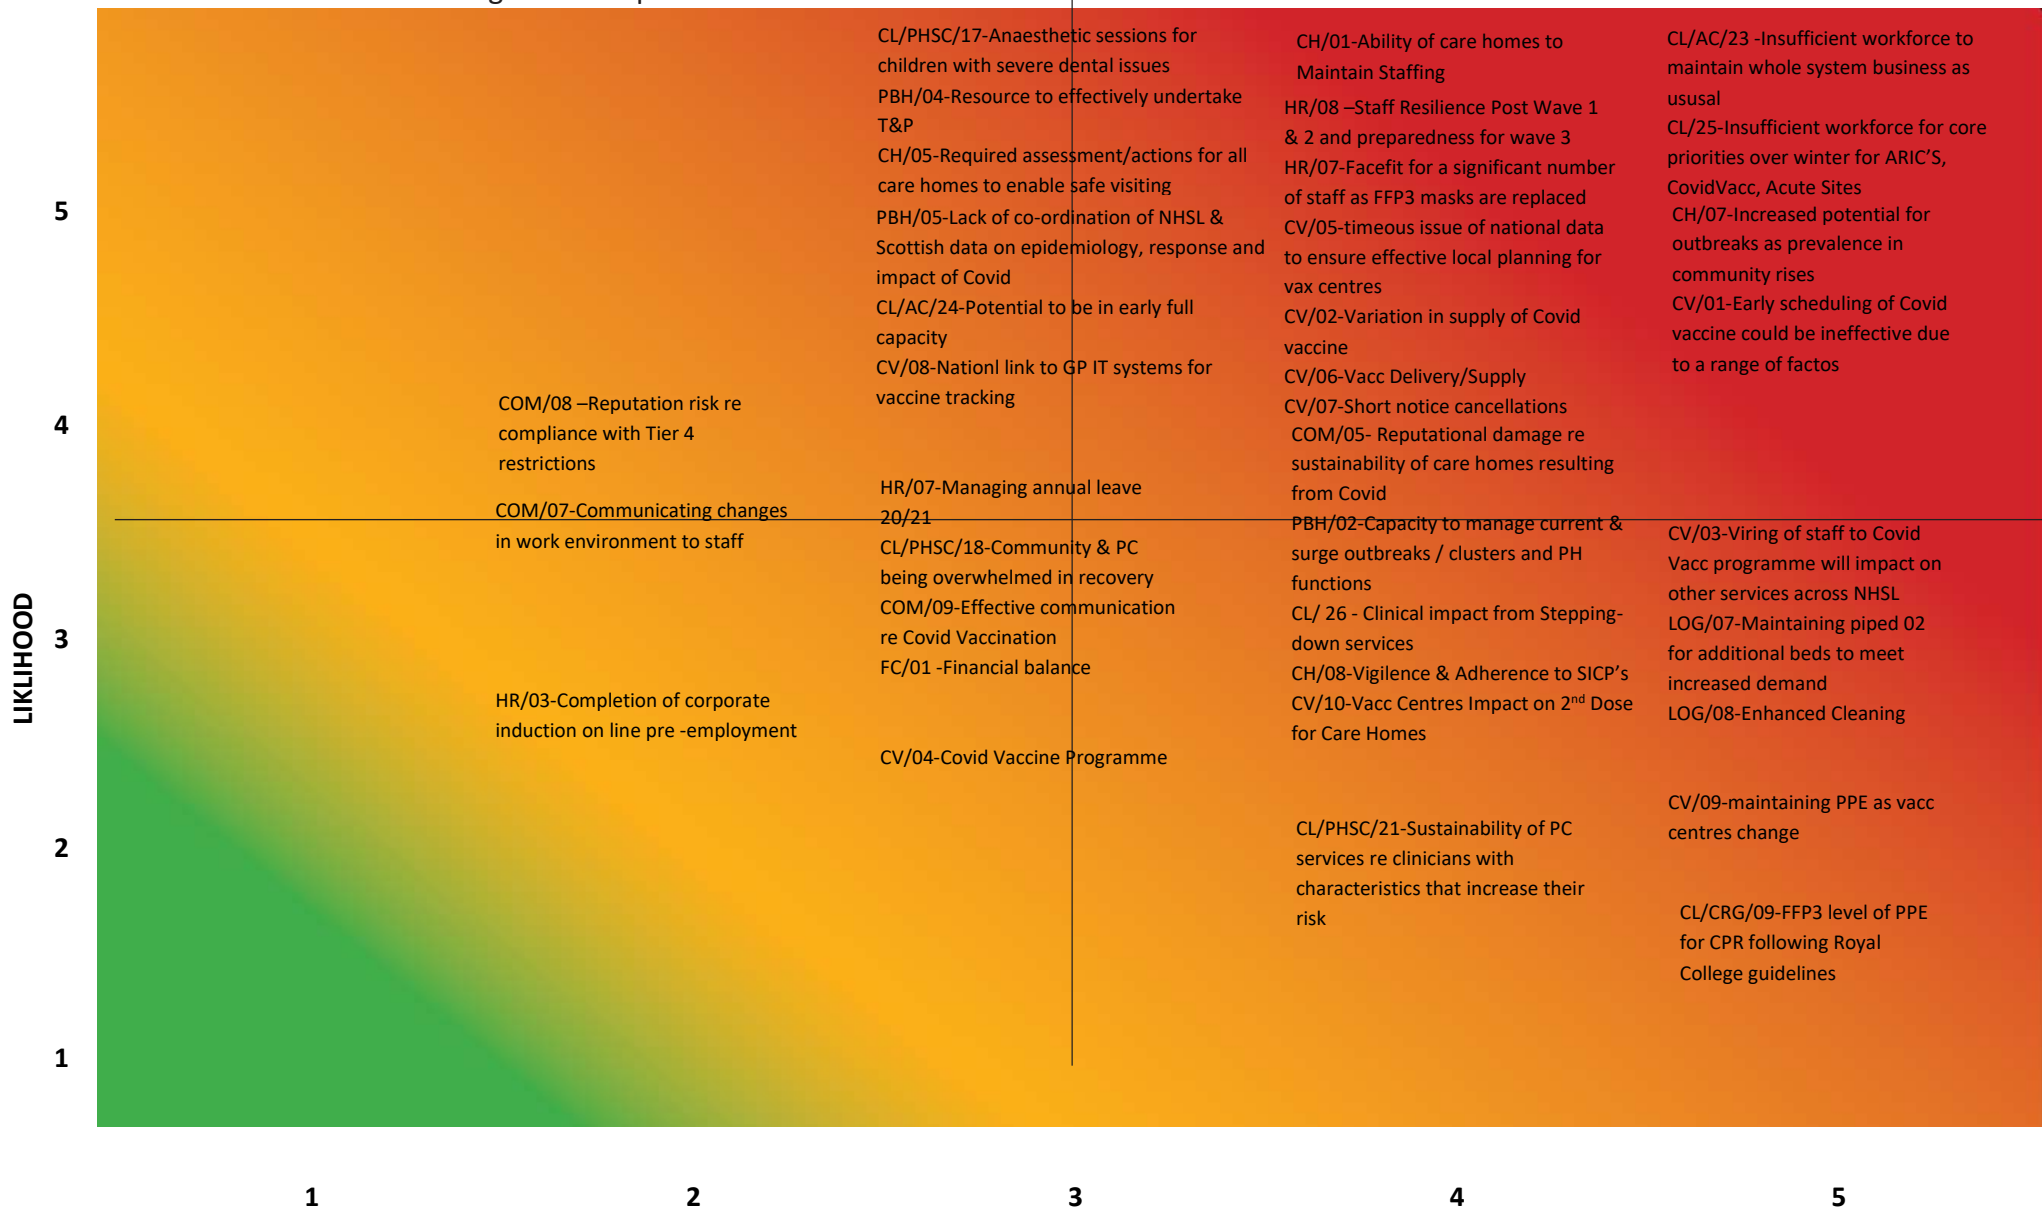 CL/PHSC/17-Anaesthetic sessions for
children with severe dental issues
PBH/04-Resource to effectively undertake
T&P
CH/05-Required assessment/actions for all
care homes to enable safe visiting
PBH/05-Lack of co-ordination of NHSL &
Scottish data on epidemiology, response and
impact of Covid
CL/AC/24-Potential to be in early full
capacity
CV/08-Nationl link to GP IT systems for
vaccine tracking
CH/01-Ability of care homes to
Maintain Staffing
HR/08 –Staff Resilience Post Wave 1
& 2 and preparedness for wave 3
HR/07-Facefit for a significant number
of staff as FFP3 masks are replaced
CV/05-timeous issue of national data
to ensure effective local planning for
vax centres
CV/02-Variation in supply of Covid
vaccine
CV/06-Vacc Delivery/Supply
CV/07-Short notice cancellations
COM/05- Reputational damage re
sustainability of care homes resulting
from Covid
PBH/02-Capacity to manage current &
surge outbreaks / clusters and PH
functions
CL/ 26 - Clinical impact from Stepping-
down services
CH/08-Vigilence & Adherence to SICP’s
CV/10-Vacc Centres Impact on 2nd Dose
for Care Homes
CL/PHSC/21-Sustainability of PC
services re clinicians with
characteristics that increase their
risk
CL/AC/23 -Insufficient workforce to
maintain whole system business as
ususal
CL/25-Insufficient workforce for core
priorities over winter for ARIC’S,
CovidVacc, Acute Sites
CH/07-Increased potential for
outbreaks as prevalence in
community rises
CV/01-Early scheduling of Covid
vaccine could be ineffective due
to a range of factos
CV/03-Viring of staff to Covid
Vacc programme will impact on
other services across NHSL
LOG/07-Maintaining piped 02
for additional beds to meet
increased demand
LOG/08-Enhanced Cleaning
CV/09-maintaining PPE as vacc
centres change
CL/CRG/09-FFP3 level of PPE
for CPR following Royal
College guidelines
COM/08 –Reputation risk re
compliance with Tier 4
restrictions
COM/07-Communicating changes
in work environment to staff
HR/03-Completion of corporate
induction on line pre -employment
HR/07-Managing annual leave
20/21
CL/PHSC/18-Community & PC
being overwhelmed in recovery
COM/09-Effective communication
re Covid Vaccination
FC/01 -Financial balance
CV/04-Covid Vaccine Programme
LIKLIHOOD
5
4
3
2
1
1
2
3
4
5